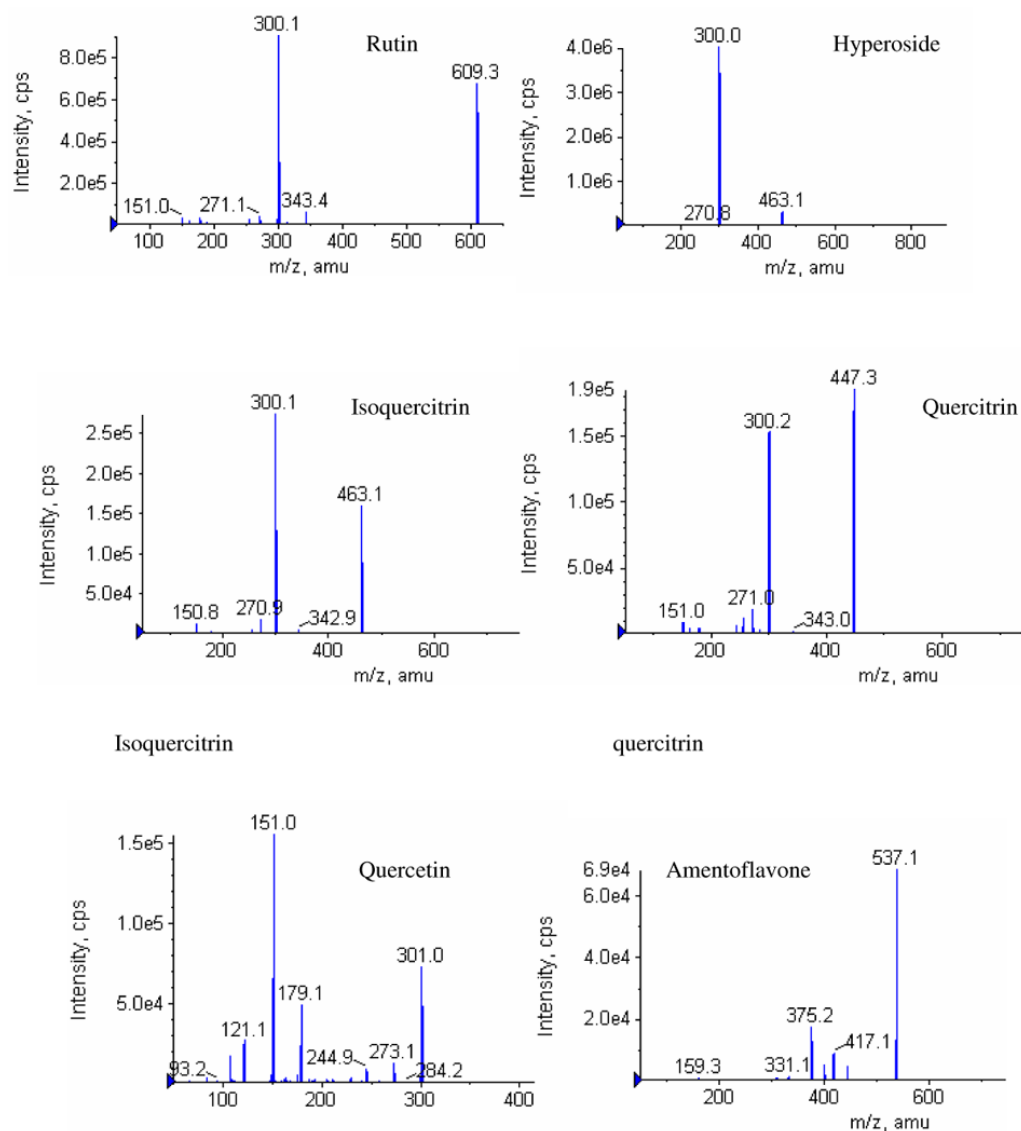 300.1
Rutin
609.3
8.0e5
6.0e5
4.0e5
2.0e5
Intensity, cps
151.0
271.1
343.4
100 200 300 400 500 600
m/z, amu
300.0
Hyperoside
4.0e6
3.0e6
2.0e6
1.0e6
Intensity, cps
270.8
463.1
200 400 600 800
m/z, amu
300.1
Isoquercitrin
2.5e5
2.0e5
1.5e5
1.0e5
5.0e4
Intensity, cps
463.1
150.8
270.9
342.9
200 400 600
m/z, amu
447.3
1.9e5
Quercitrin
300.2
1.5e5
1.0e5
5.0e4
Intensity, cps
151.0
271.0
343.0
200 400 600
m/z, amu
Isoquercitrin
quercitrin
151.0
1.5e5
Quercetin
1.0e5
5.0e4
Intensity, cps
301.0
179.1
121.1
93.2
244.9
273.1
284.2
100 200 300 400
m/z, amu
537.1
6.9e4
Amentoflavone
6.0e4
4.0e4
2.0e4
Intensity, cps
375.2
417.1
159.3
331.1
200 400 600
m/z, amu